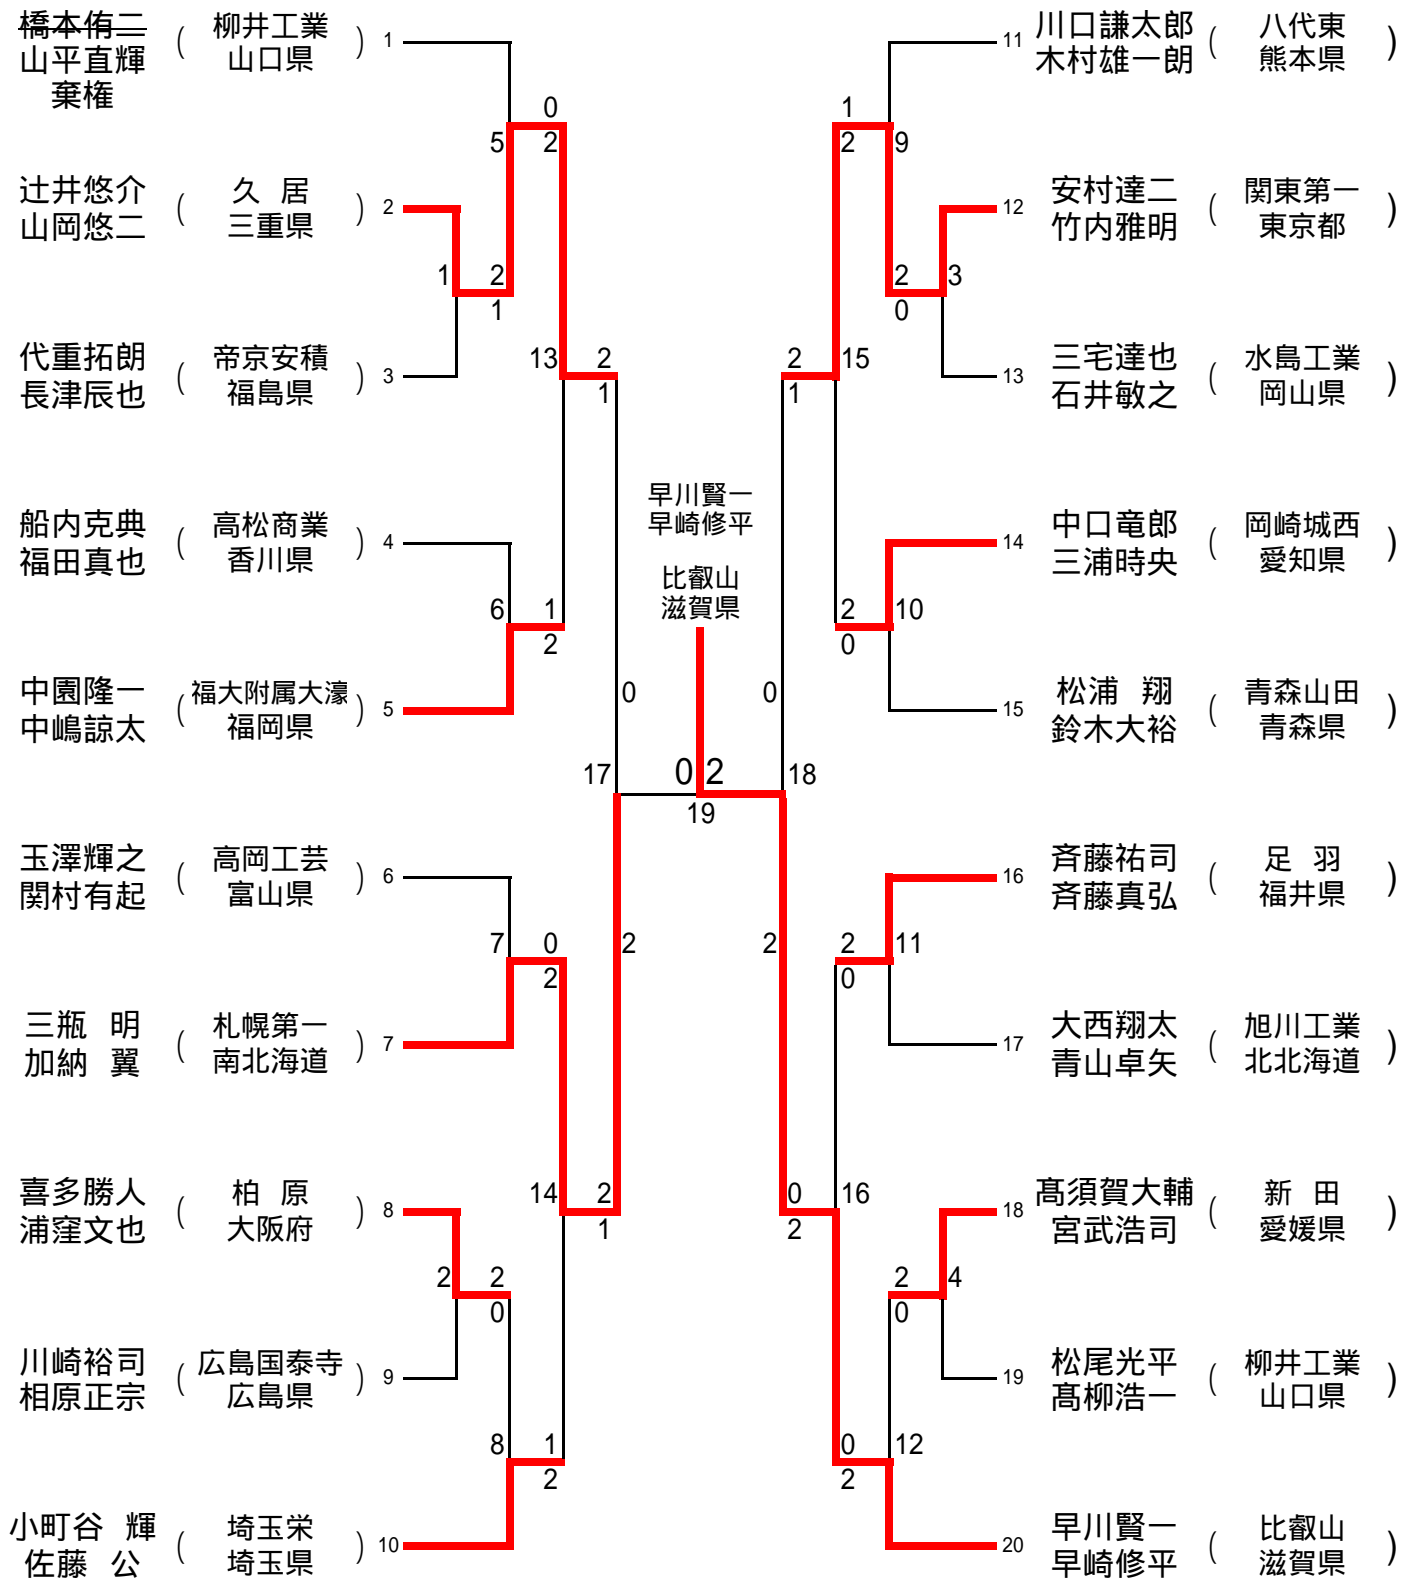 橋本侑二
山平直輝
棄権
( 柳井工業 山口県 ) 1
辻井悠介
山岡悠二
( 久 居 三重県 ) 2
代重拓朗
長津辰也
( 帝京安積 福島県 ) 3
船内克典
福田真也
( 高松商業 香川県 ) 4
中園隆一
中嶋諒太
( 福大附属大濠 福岡県 ) 5
玉澤輝之
関村有起
( 高岡工芸 富山県 ) 6
三瓶 明
加納 翼
( 札幌第一 南北海道 ) 7
喜多勝人
浦窪文也
( 柏 原 大阪府 ) 8
川崎裕司
相原正宗
( 広島国泰寺 広島県 ) 9
小町谷 輝
佐藤 公
( 埼玉栄 埼玉県 ) 10
0
5 2
1 2
1
13 2
1
6 1
2
0
17
7 0
2
2
14 2
1
2 2
0
8 1
2
早川賢一
早崎修平
比叡山
滋賀県
0 2
19
1
2 9
2 3
0
2 15
1
2 10
0
0
18
2 11
0
2
0 16
2
2 4
0
0 12
2
11 川口謙太郎
木村雄一朗
( 八代東 熊本県 )
12 安村達二
竹内雅明
( 関東第一 東京都 )
13 三宅達也
石井敏之
( 水島工業 岡山県 )
14 中口竜郎
三浦時央
( 岡崎城西 愛知県 )
15 松浦 翔
鈴木大裕
( 青森山田 青森県 )
16 斉藤祐司
斉藤真弘
( 足 羽 福井県 )
17 大西翔太
青山卓矢
( 旭川工業 北北海道 )
18 髙須賀大輔
宮武浩司
( 新 田 愛媛県 )
19 松尾光平
髙柳浩一
( 柳井工業 山口県 )
20 早川賢一
早崎修平
( 比叡山 滋賀県 )